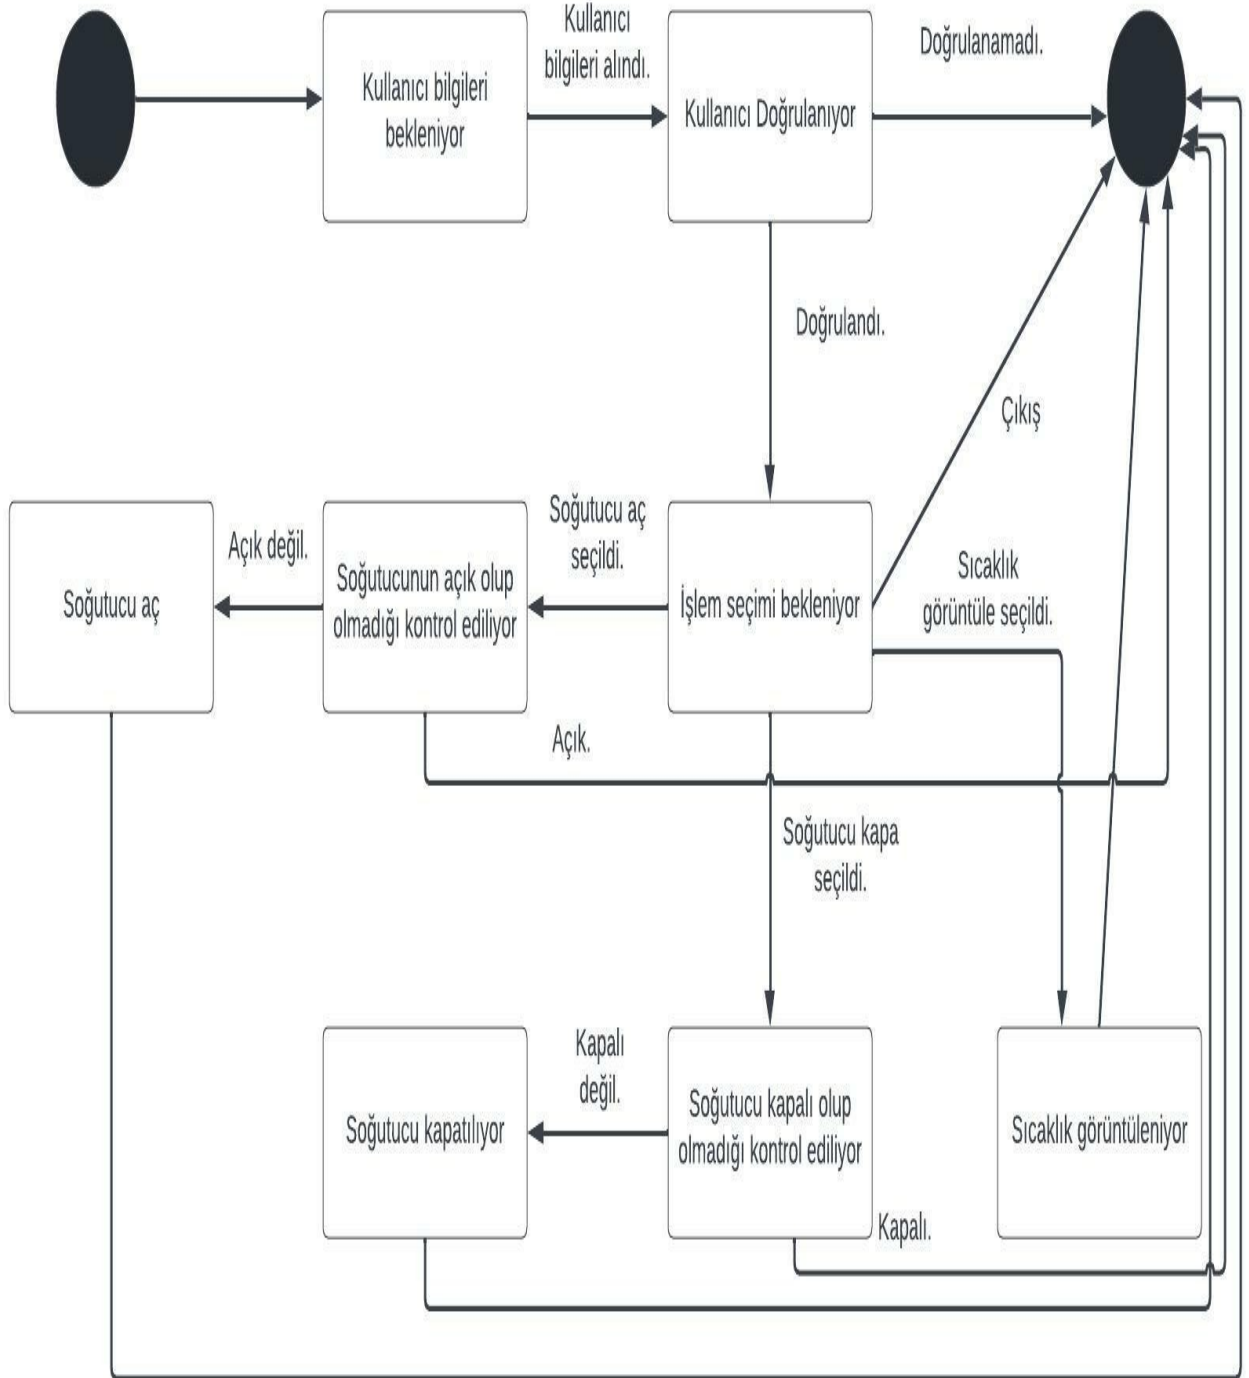 Kullanıcı
bilgileri alındı.
Doğrulanamadı.
Kullanıcı bilgileri
bekleniyor
Kullanıcı Doğrulanıyor
Doğrulandı.
Çıkış
Açık değil.
Soğutucu aç
seçildi.
Sıcaklık
görüntüle seçildi.
Soğutucu aç
Soğutucunun açık olup
olmadığı kontrol ediliyor
İşlem seçimi bekleniyor
Açık.
Soğutucu kapa
seçildi.
Kapalı
değil.
Soğutucu kapatılıyor
Soğutucu kapalı olup
olmadığı kontrol ediliyor
Sıcaklık görüntüleniyor
Kapalı.